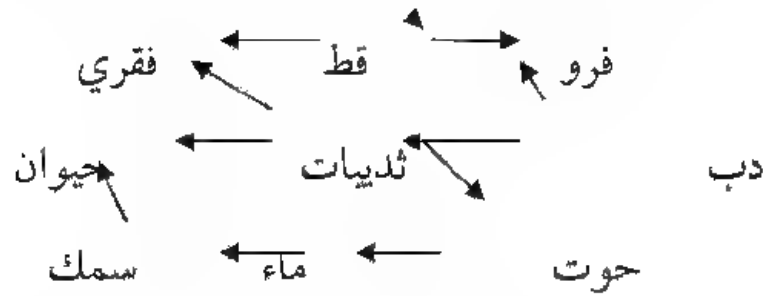 فرو قط فقري
دب ثدييات حيوان
حوت ماء سمك